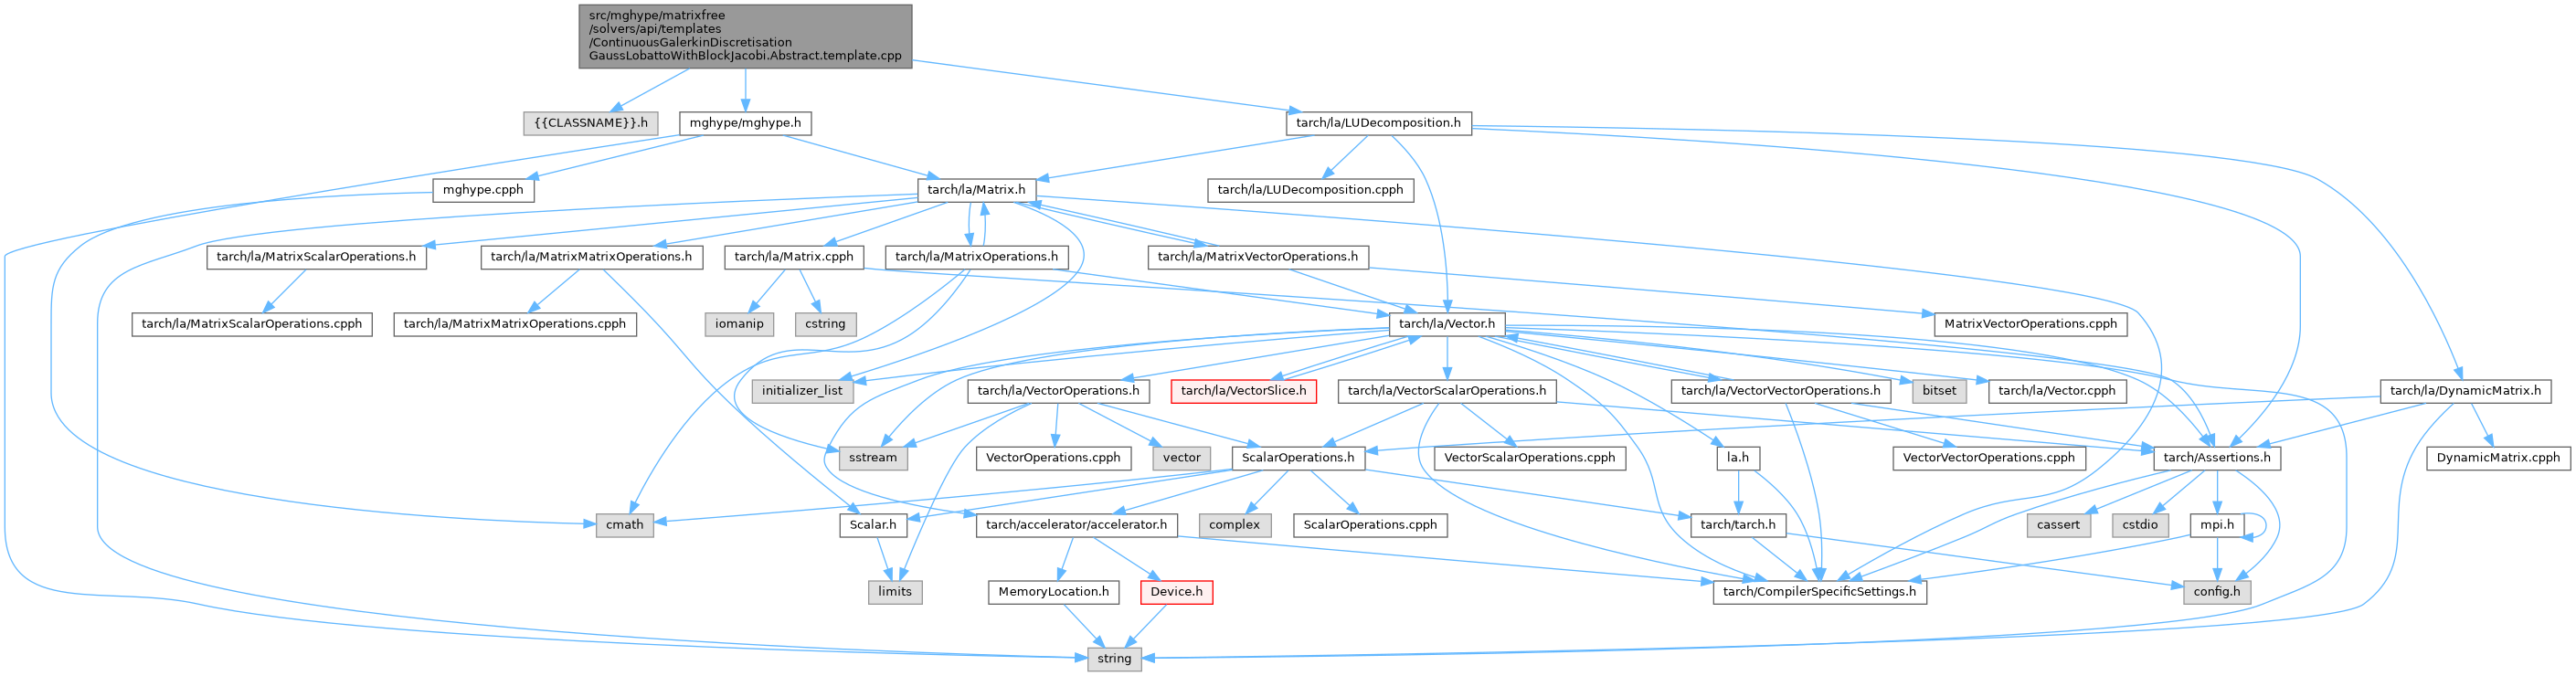 src/mghype/matrixfree
/solvers/api/templates
/ContinuousGalerkinDiscretisation
GaussLobattoWithBlockJacobi.Abstract.template.cpp
{{CLASSNAME}}.h
mghype/mghype.h
tarch/la/LUDecomposition.h
mghype.cpph
tarch/la/Matrix.h
tarch/la/LUDecomposition.cpph
tarch/la/MatrixScalarOperations.h
tarch/la/MatrixMatrixOperations.h
tarch/la/Matrix.cpph
tarch/la/MatrixOperations.h
tarch/la/MatrixVectorOperations.h
tarch/la/MatrixScalarOperations.cpph
tarch/la/MatrixMatrixOperations.cpph
iomanip
cstring
tarch/la/Vector.h
MatrixVectorOperations.cpph
initializer_list
tarch/la/VectorOperations.h
tarch/la/VectorSlice.h
tarch/la/VectorScalarOperations.h
tarch/la/VectorVectorOperations.h
bitset
tarch/la/Vector.cpph
tarch/la/DynamicMatrix.h
sstream
VectorOperations.cpph
vector
ScalarOperations.h
VectorScalarOperations.cpph
la.h
VectorVectorOperations.cpph
tarch/Assertions.h
DynamicMatrix.cpph
cmath
Scalar.h
tarch/accelerator/accelerator.h
complex
ScalarOperations.cpph
tarch/tarch.h
cassert
cstdio
mpi.h
limits
MemoryLocation.h
Device.h
tarch/CompilerSpecificSettings.h
config.h
string